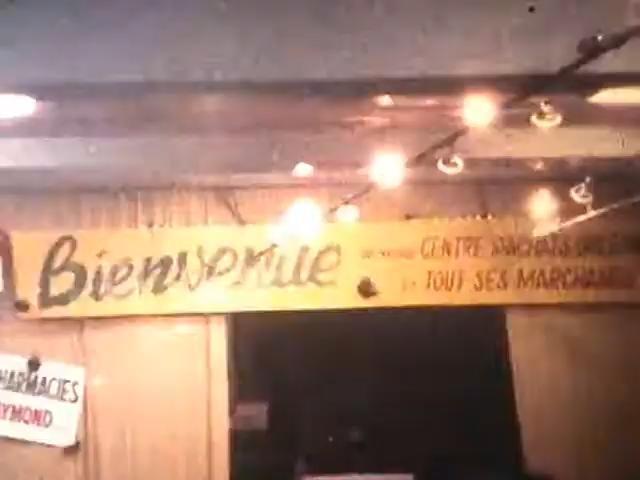 Bienvenue
CENTRE D'ACHATS
TOUT SES MARCHANDS
HARMACIES
YMOND